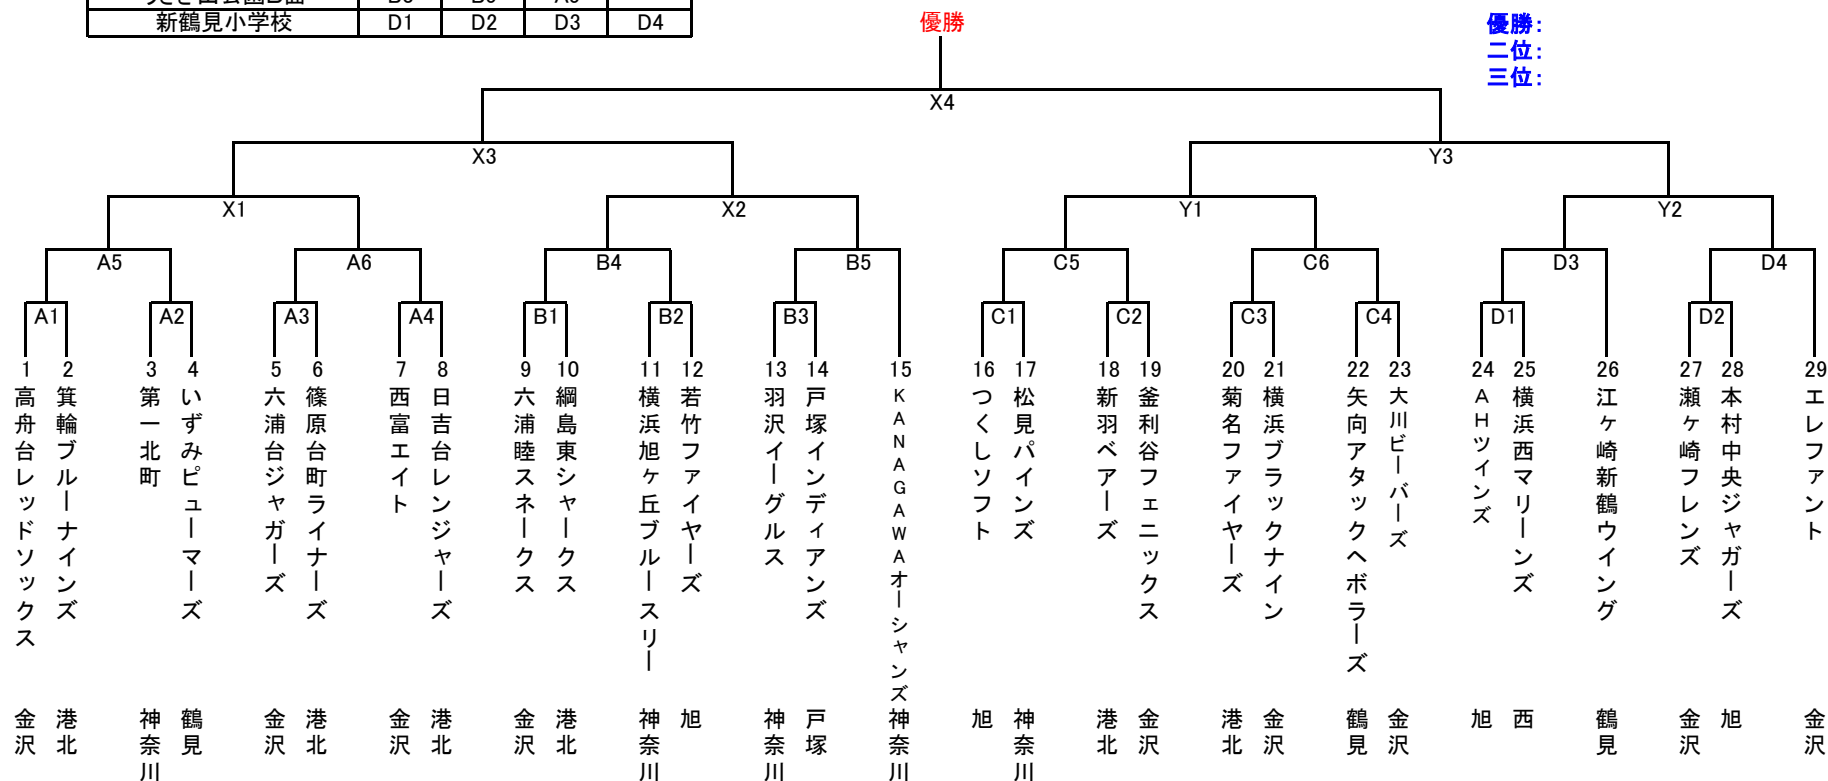 新鶴見小学校 D1 D2 D3 D4
優勝
優勝:
二位:
三位:
X4
X3 Y3
X1 X2 Y1 Y2
A5 A6 B4 B5 C5 C6 D3 D4
A1 A2 A3 A4 B1 B2 B3 C1 C2 C3 C4 D1 D2
1 高舟台レッドソックス 金沢
2 箕輪ブルーナインズ 港北
3 第一北町 神奈川
4 いずみピューマーズ 鶴見
5 六浦台ジャガーズ 金沢
6 篠原台町ライナーズ 港北
7 西富エイト 金沢
8 日吉台レンジャーズ 港北
9 六浦睦スネークス 金沢
10 綱島東シャークス 港北
11 横浜旭ヶ丘ブルースリー 神奈川
12 若竹ファイヤーズ 旭
13 羽沢イーグルス 神奈川
14 戸塚インディアンズ 戸塚
15 KANAGAWAオーシャンズ 神奈川
16 つくしソフト 旭
17 松見パインズ 神奈川
18 新羽ベアーズ 港北
19 釜利谷フェニックス 金沢
20 菊名ファイヤーズ 港北
21 横浜ブラックナイン 金沢
22 矢向アタックヘボラーズ 鶴見
23 大川ビーバーズ 金沢
24 AHツインズ 旭
25 横浜西マリーンズ 西
26 江ヶ崎新鶴ウイング 鶴見
27 瀬ヶ崎フレンズ 金沢
28 本村中央ジャガーズ 旭
29 エレファント 金沢